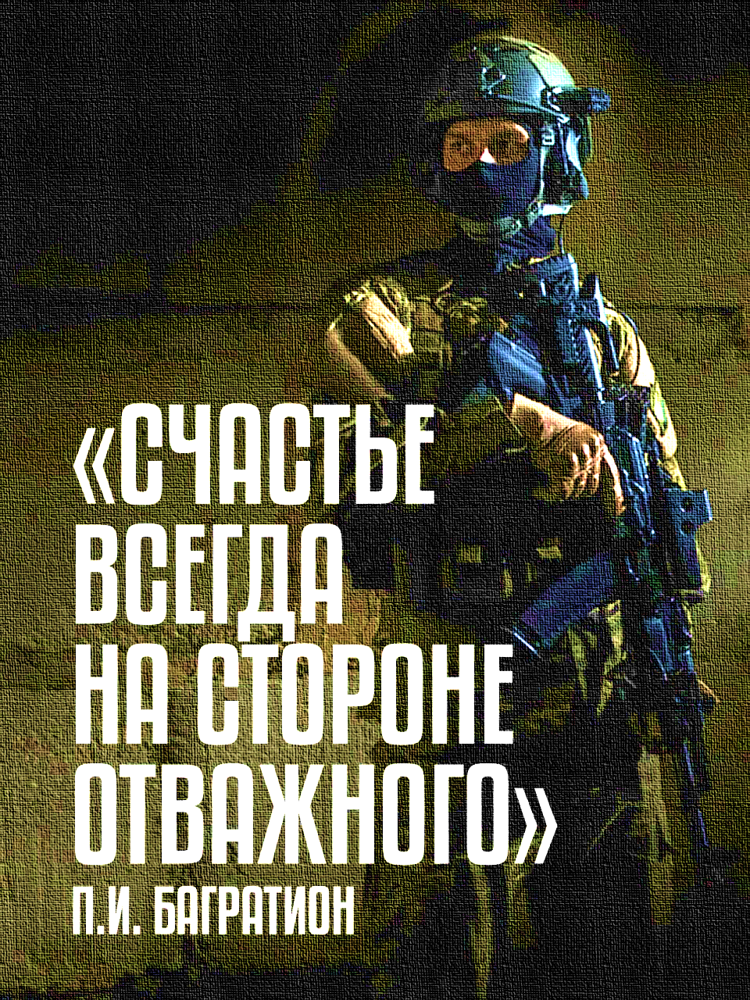 «СЧАСТЬЕ
ВСЕГДА
НА СТОРОНЕ
ОТВАЖНОГО»
П.И. БАГРАТИОН